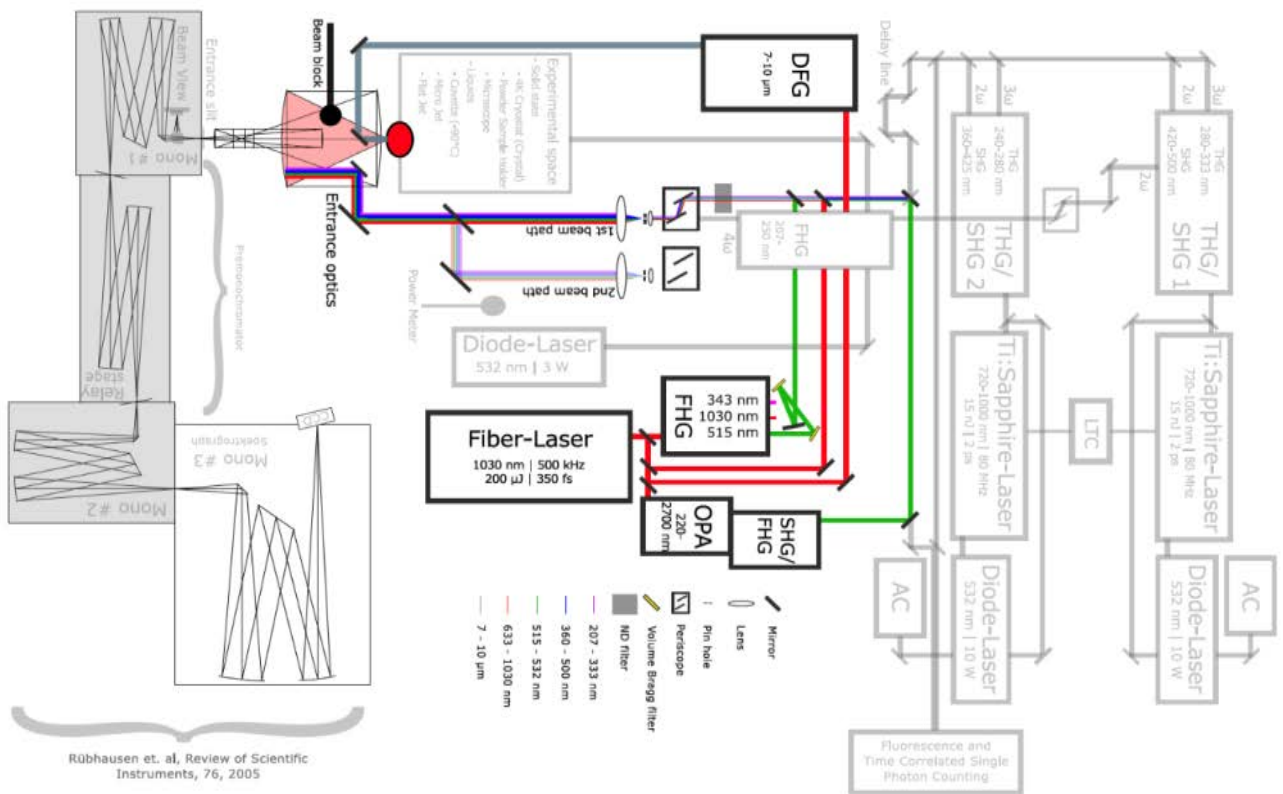 Beam View
Entrance slit
Mono #1
Premonochromator
Relay
stage
Mono #2
Mono #3
Spektrograph
Rübhausen et. al, Review of Scientific
Instruments, 76, 2005
Beam block
Entrance optics
Experimental space
- Solid state
- 4K Cryostat (Crystal)
- Powder Sample Holder
- Microscope
- Liquids
- Cuvette (+90°C)
- Micro Jet
- Flat Jet
DFG
7-10 µm
Delay line
1st beam path
2nd beam path
Power Meter
4ω
FHG
207-
250 nm
Diode-Laser
532 nm | 3 W
FHG
343 nm
1030 nm
515 nm
Fiber-Laser
1030 nm | 500 kHz
200 µJ | 350 fs
OPA
220-
2700 nm
SHG/
FHG
Mirror
Lens
Pin hole
Periscope
Volume Bragg filter
ND filter
207 - 333 nm
360 - 500 nm
515 - 532 nm
633 - 1030 nm
7 - 10 µm
3ω
2ω
THG
240-280 nm
SHG
360-425 nm
THG/
SHG 2
Ti:Sapphire-Laser
720-1000 nm | 80 MHz
15 nJ | 2 ps
Diode-Laser
532 nm | 10 W
AC
LTC
3ω
2ω
2ω
THG
280-333 nm
SHG
420-500 nm
THG/
SHG 1
Ti:Sapphire-Laser
720-1000 nm | 80 MHz
15 nJ | 2 ps
Diode-Laser
532 nm | 10 W
AC
Fluorescence and
Time Correlated Single
Photon Counting